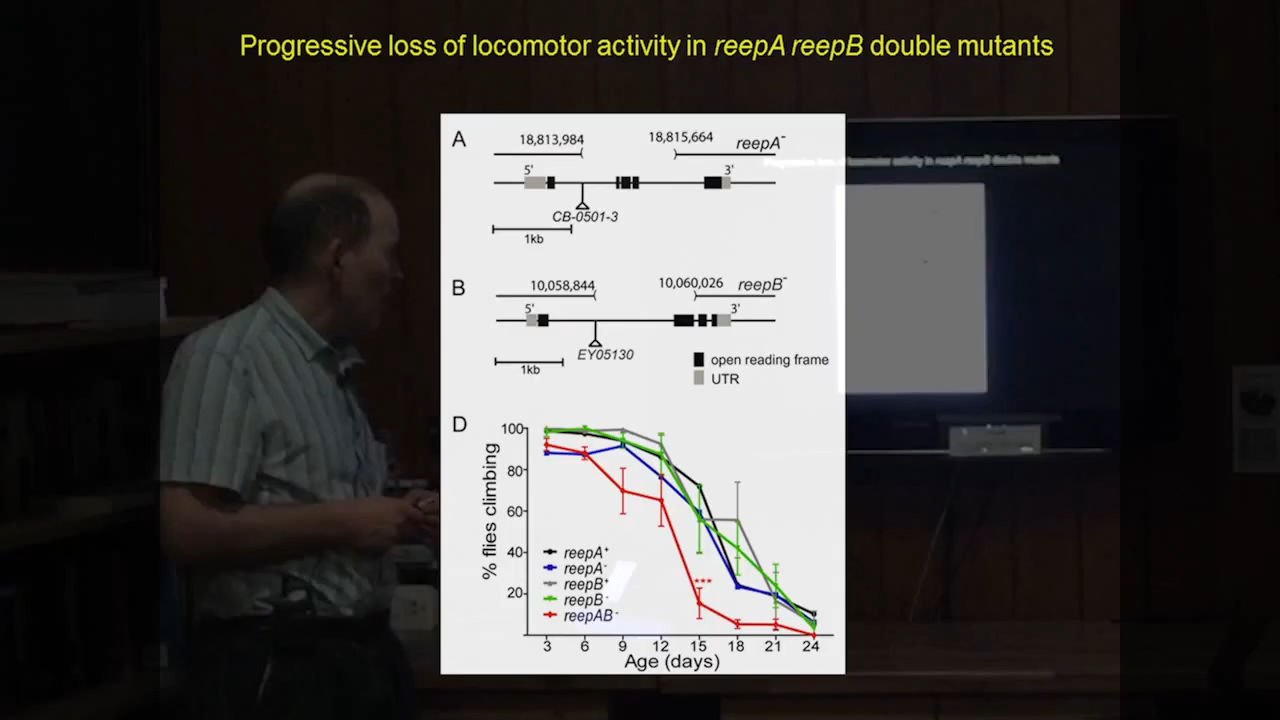 Progressive loss of locomotor activity in reepA reepB double mutants
A
18,813,984
18,815,664
reepA-
5'
3'
CB-0501-3
1kb
B
10,058,844
10,060,026
reepB-
5'
3'
EY05130
1kb
open reading frame
UTR
D
% flies climbing
100
80
60
40
20
***
reepA+
reepA-
reepB+
reepB-
reepAB-
3 6 9 12 15 18 21 24
Age (days)